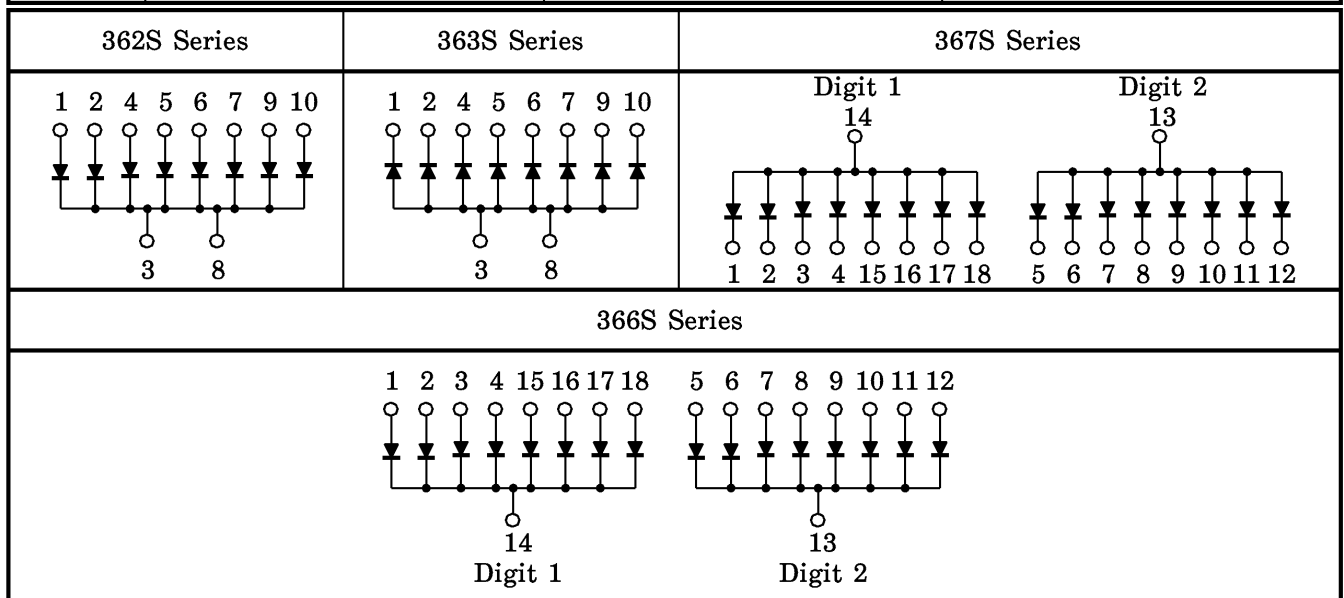 362S Series
363S Series
367S Series
1 2 4 5 6 7 9 10
3 8
1 2 4 5 6 7 9 10
3 8
Digit 1
14
1 2 3 4 15 16 17 18
Digit 2
13
5 6 7 8 9 10 11 12
366S Series
1 2 3 4 15 16 17 18
14
Digit 1
5 6 7 8 9 10 11 12
13
Digit 2